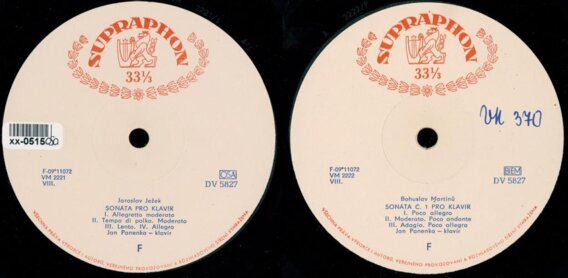 SUPRAPHON
33⅓
xx-0515
F-09*11072
VM 2221
VIII.
OSA
DV 5827
Jaroslav Ježek
SONÁTA PRO KLAVÍR
I. Allegretto moderato
II. Tempo di polka. Moderato
III. Lento. IV. Allegro
Jan Panenka – klavír
F
SUPRAPHON
33⅓
VK 370
F-09*11072
VM 2222
VIII.
BIEM
DV 5827
Bohuslav Martinů
SONÁTA Č. 1 PRO KLAVÍR
I. Poco allegro
II. Moderato. Poco andante
III. Adagio. Poco allegro
Jan Panenka – klavír
F